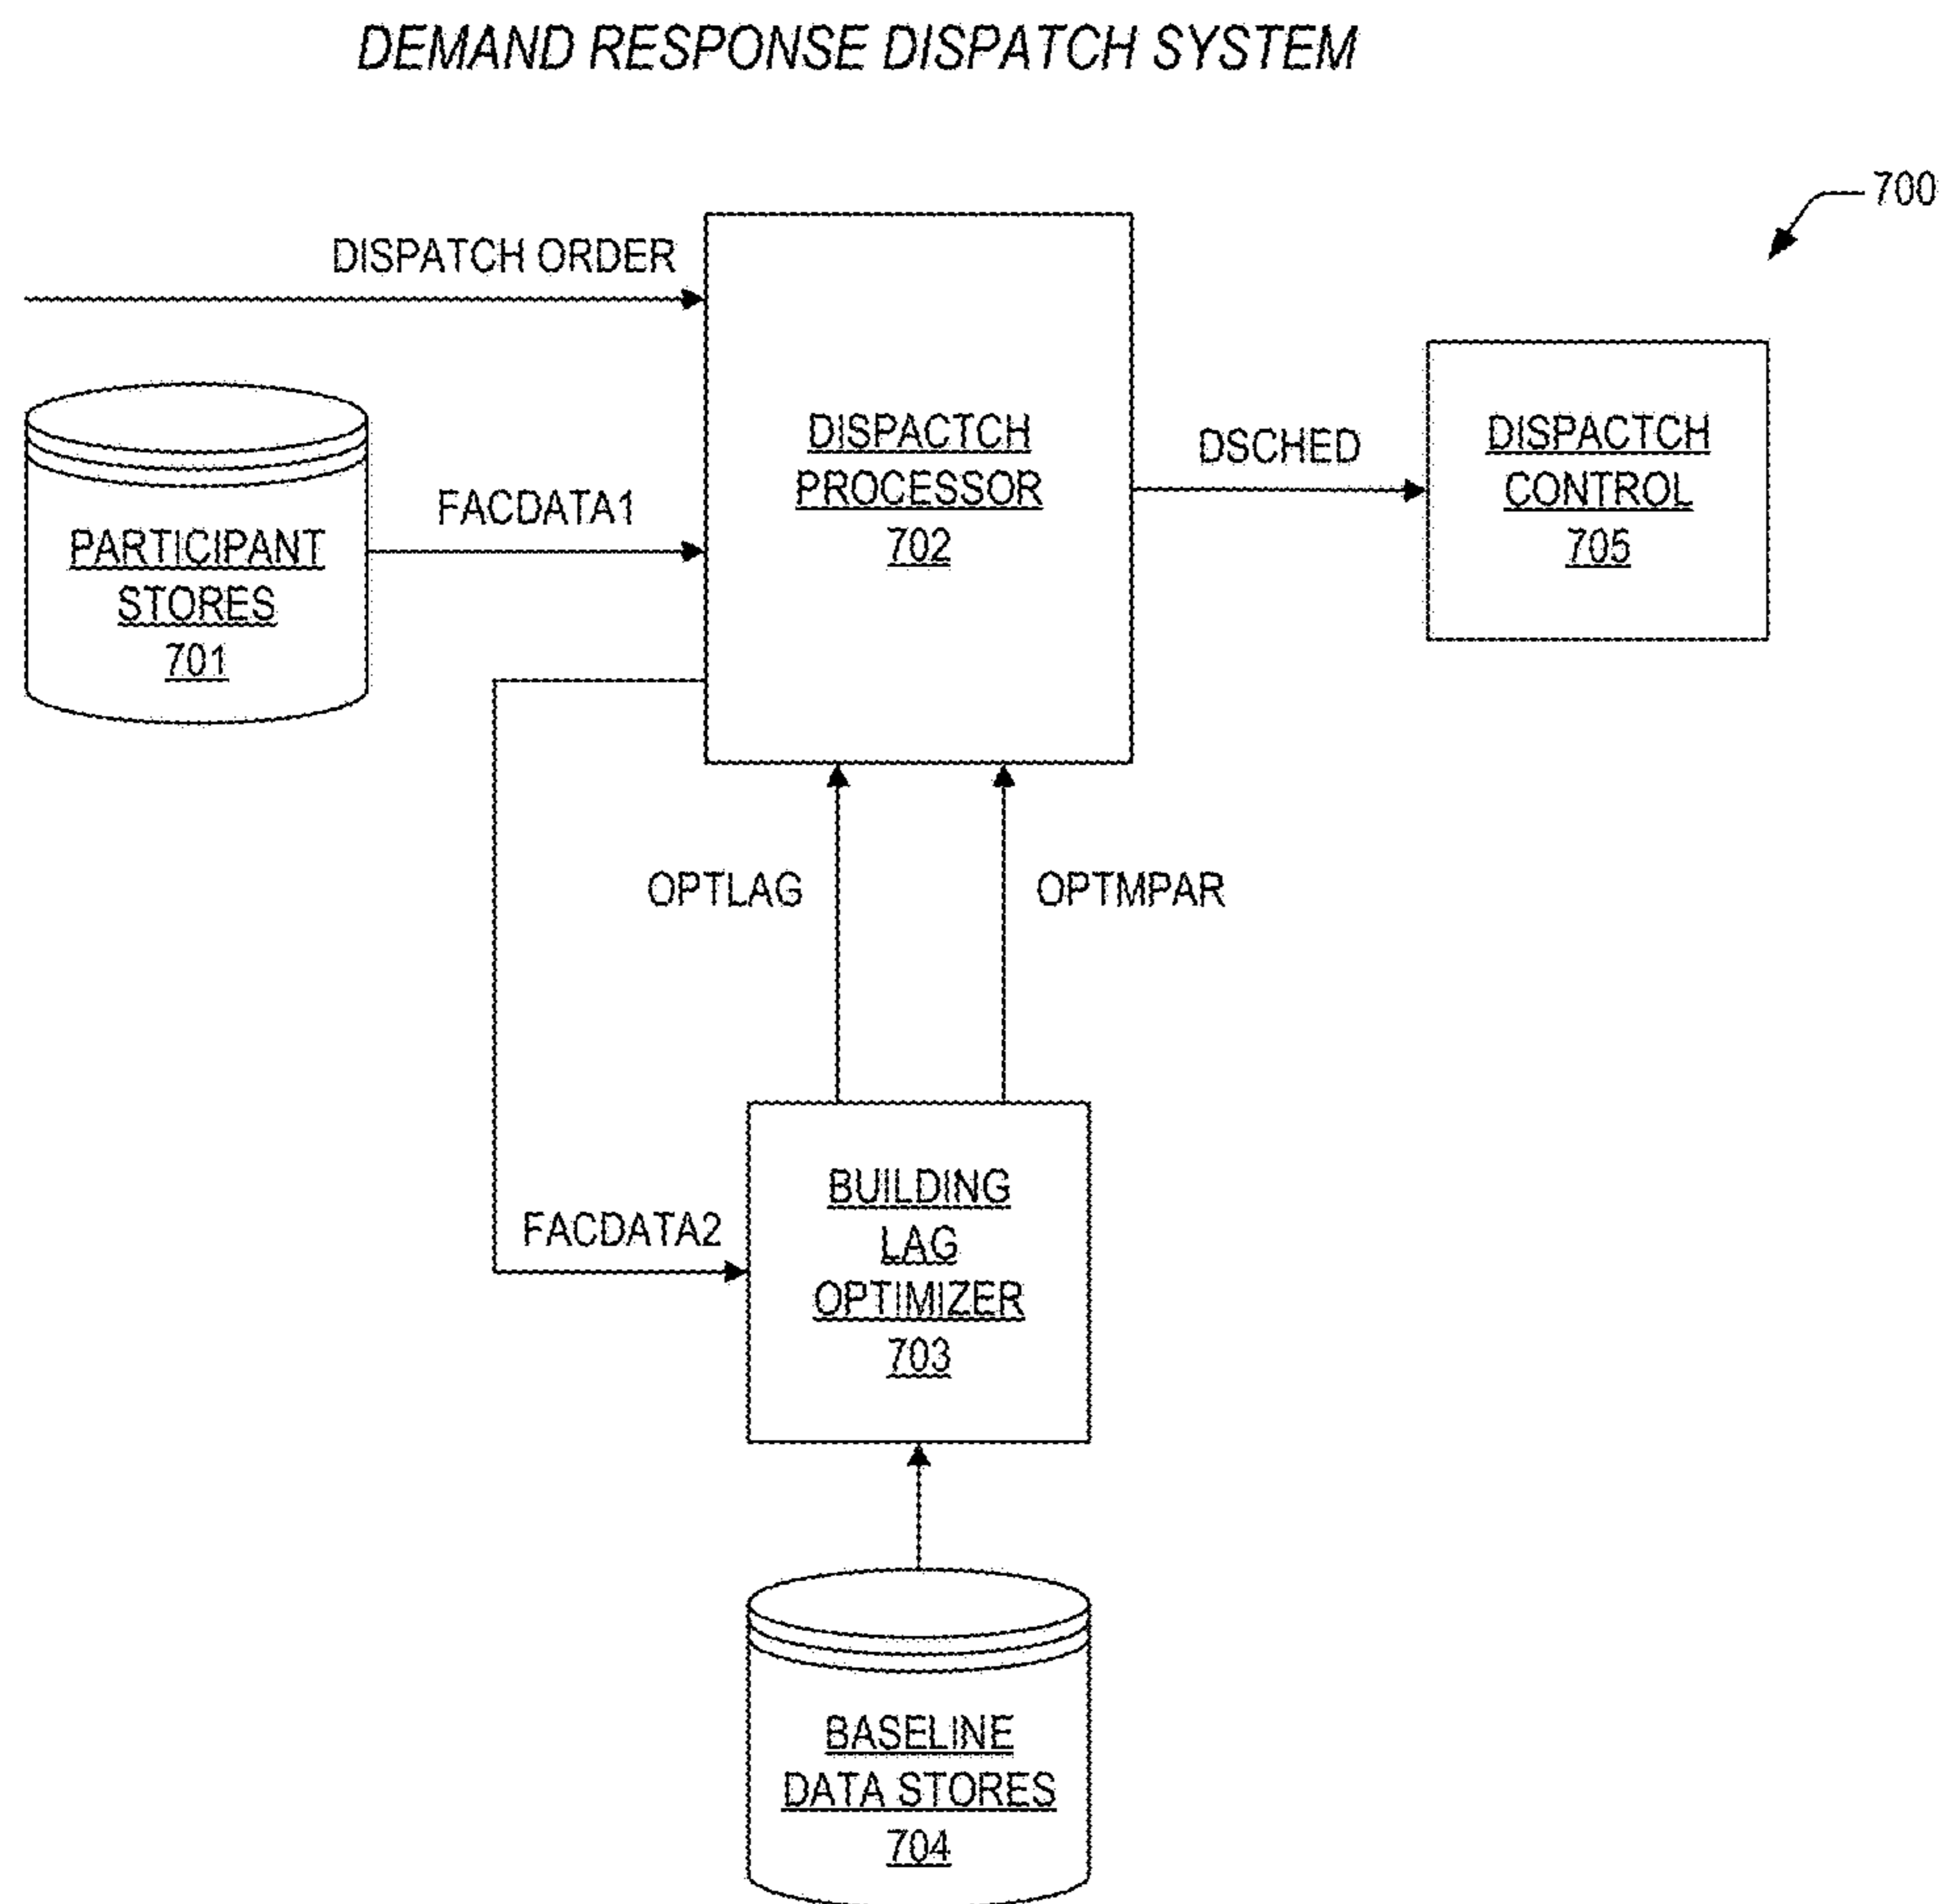 DEMAND RESPONSE DISPATCH SYSTEM
700
DISPATCH ORDER
DISPACTCH
PROCESSOR
702
DSCHED
DISPACTCH
CONTROL
705
FACDATA1
PARTICIPANT
STORES
701
OPTLAG
OPTMPAR
FACDATA2
BUILDING
LAG
OPTIMIZER
703
BASELINE
DATA STORES
704